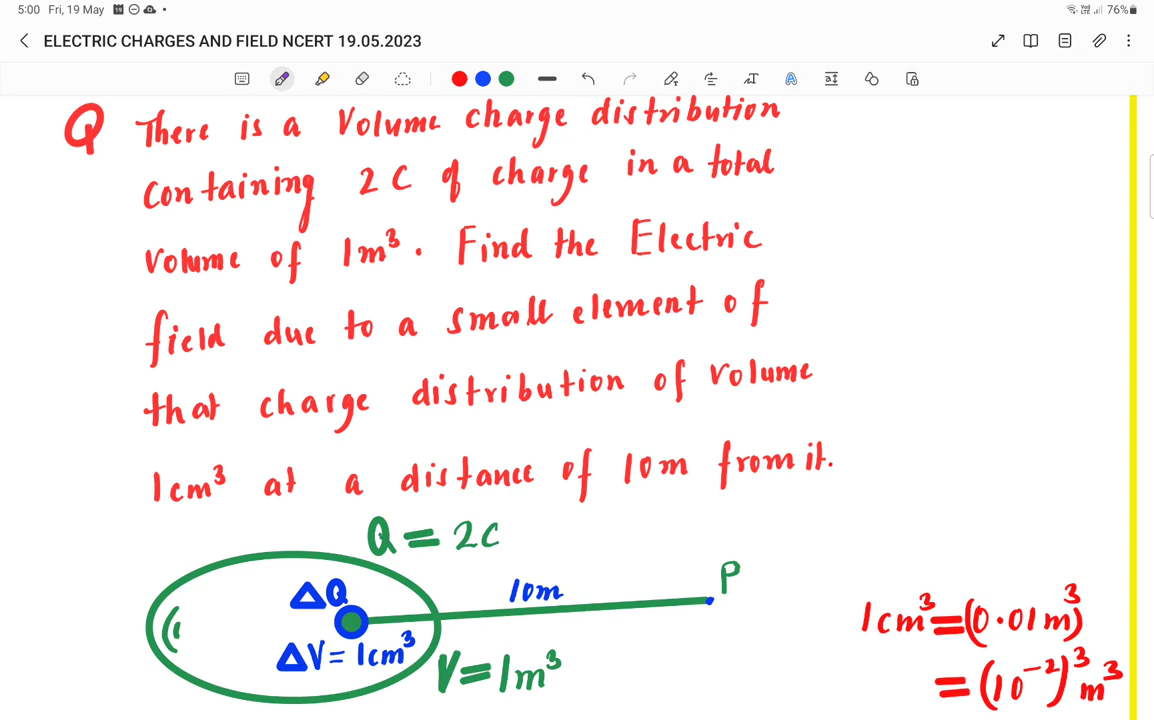 5:00 Fri, 19 May
76%
ELECTRIC CHARGES AND FIELD NCERT 19.05.2023
Q There is a Volume charge distribution
Containing 2 C of charge in a total
Volume of 1m³. Find the Electric
field due to a small element of
that charge distribution of volume
1cm³ at a distance of 10m from it.
Q = 2C
ΔQ
10m
P
ΔV = 1cm³
V = 1m³
1cm³ = (0.01m)³
= (10⁻²)³ m³